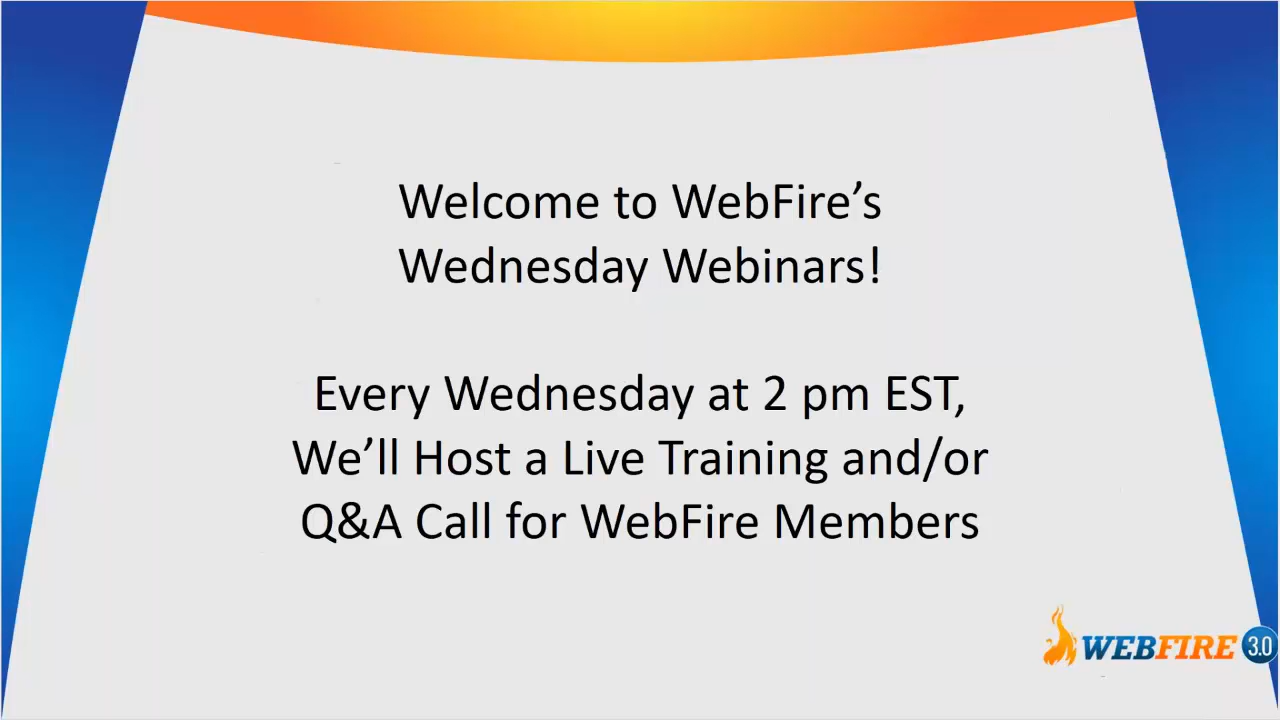 Welcome to WebFire’s
Wednesday Webinars!
Every Wednesday at 2 pm EST,
We’ll Host a Live Training and/or
Q&A Call for WebFire Members
WEBFIRE 3.0